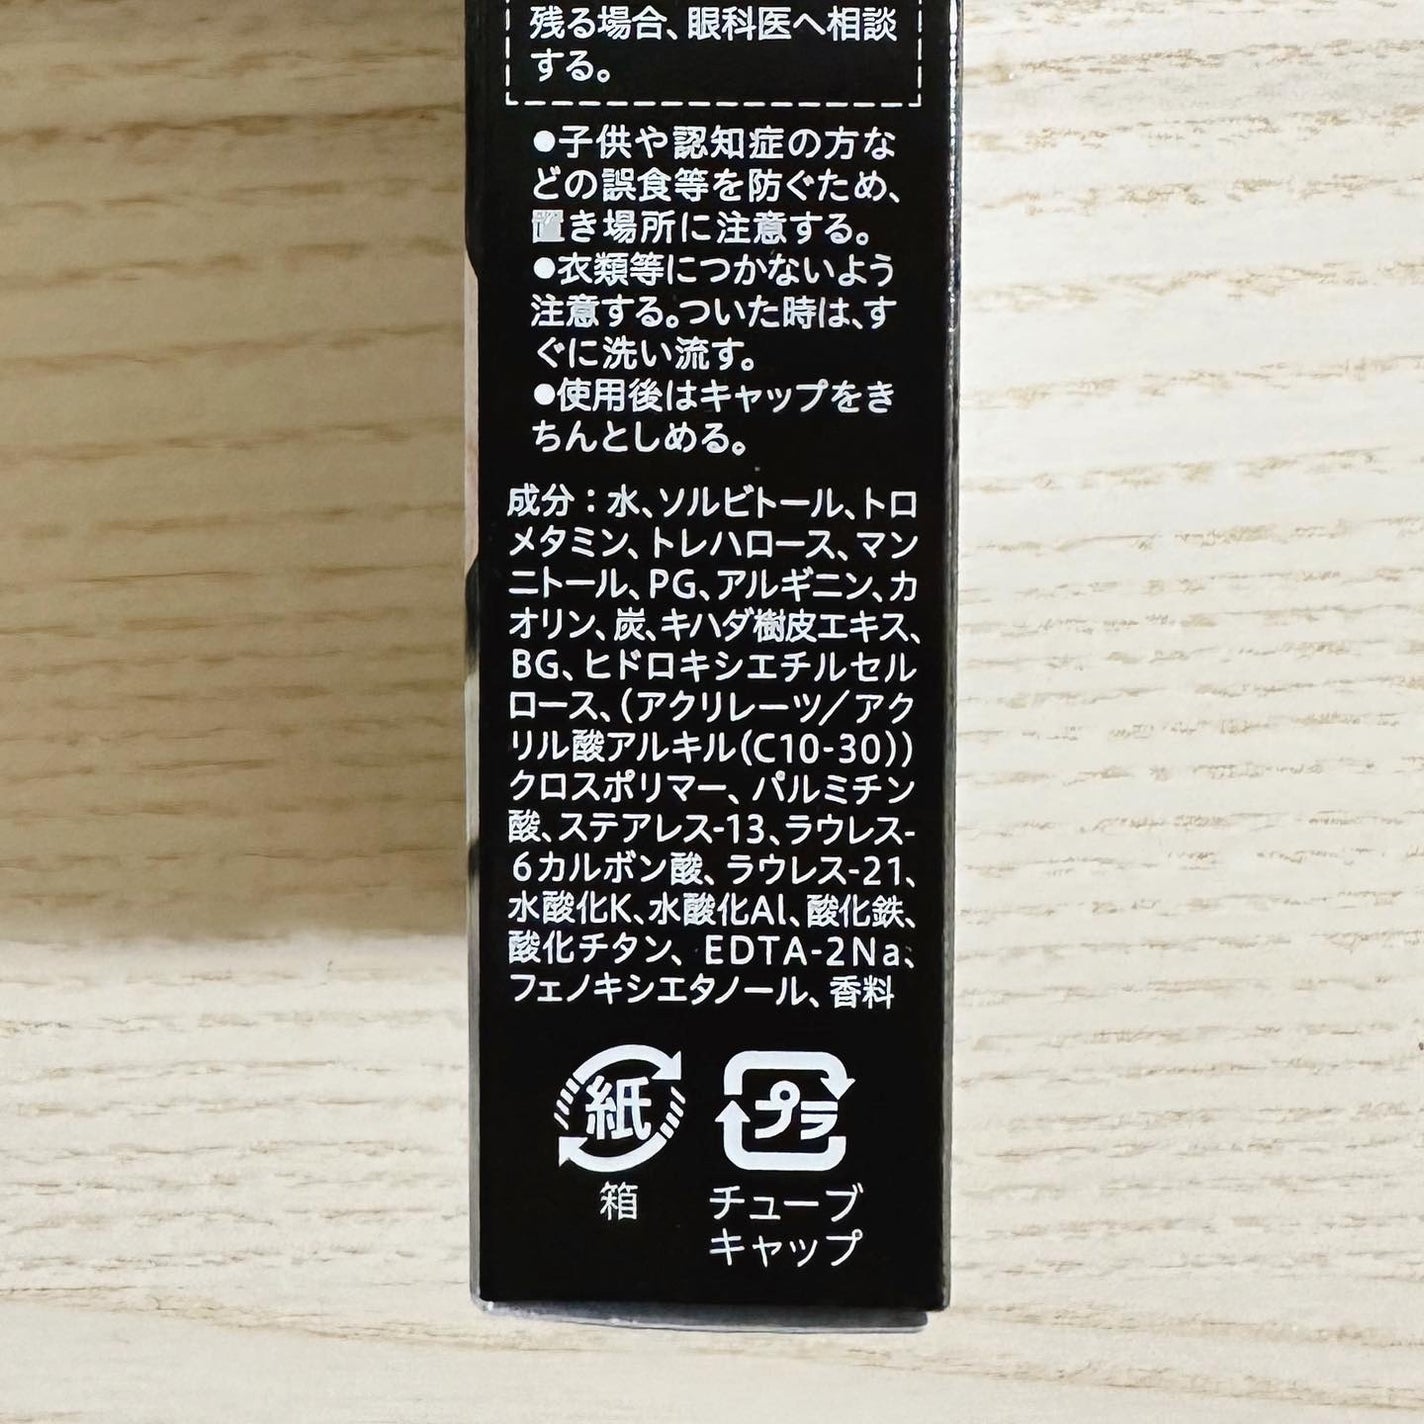 残る場合、眼科医へ相談
する。
●子供や認知症の方な
どの誤食等を防ぐため、
置き場所に注意する。
●衣類等につかないよう
注意する。ついた時は、す
ぐに洗い流す。
●使用後はキャップをき
ちんとしめる。
成分：水、ソルビトール、トロ
メタミン、トレハロース、マン
ニトール、PG、アルギニン、カ
オリン、炭、キハダ樹皮エキス、
BG、ヒドロキシエチルセル
ロース、（アクリレーツ／アク
リル酸アルキル（C10-30））
クロスポリマー、パルミチン
酸、ステアレス-13、ラウレス-
6カルボン酸、ラウレス-21、
水酸化K、水酸化Al、酸化鉄、
酸化チタン、EDTA-2Na、
フェノキシエタノール、香料
紙
プラ
箱
チューブ
キャップ